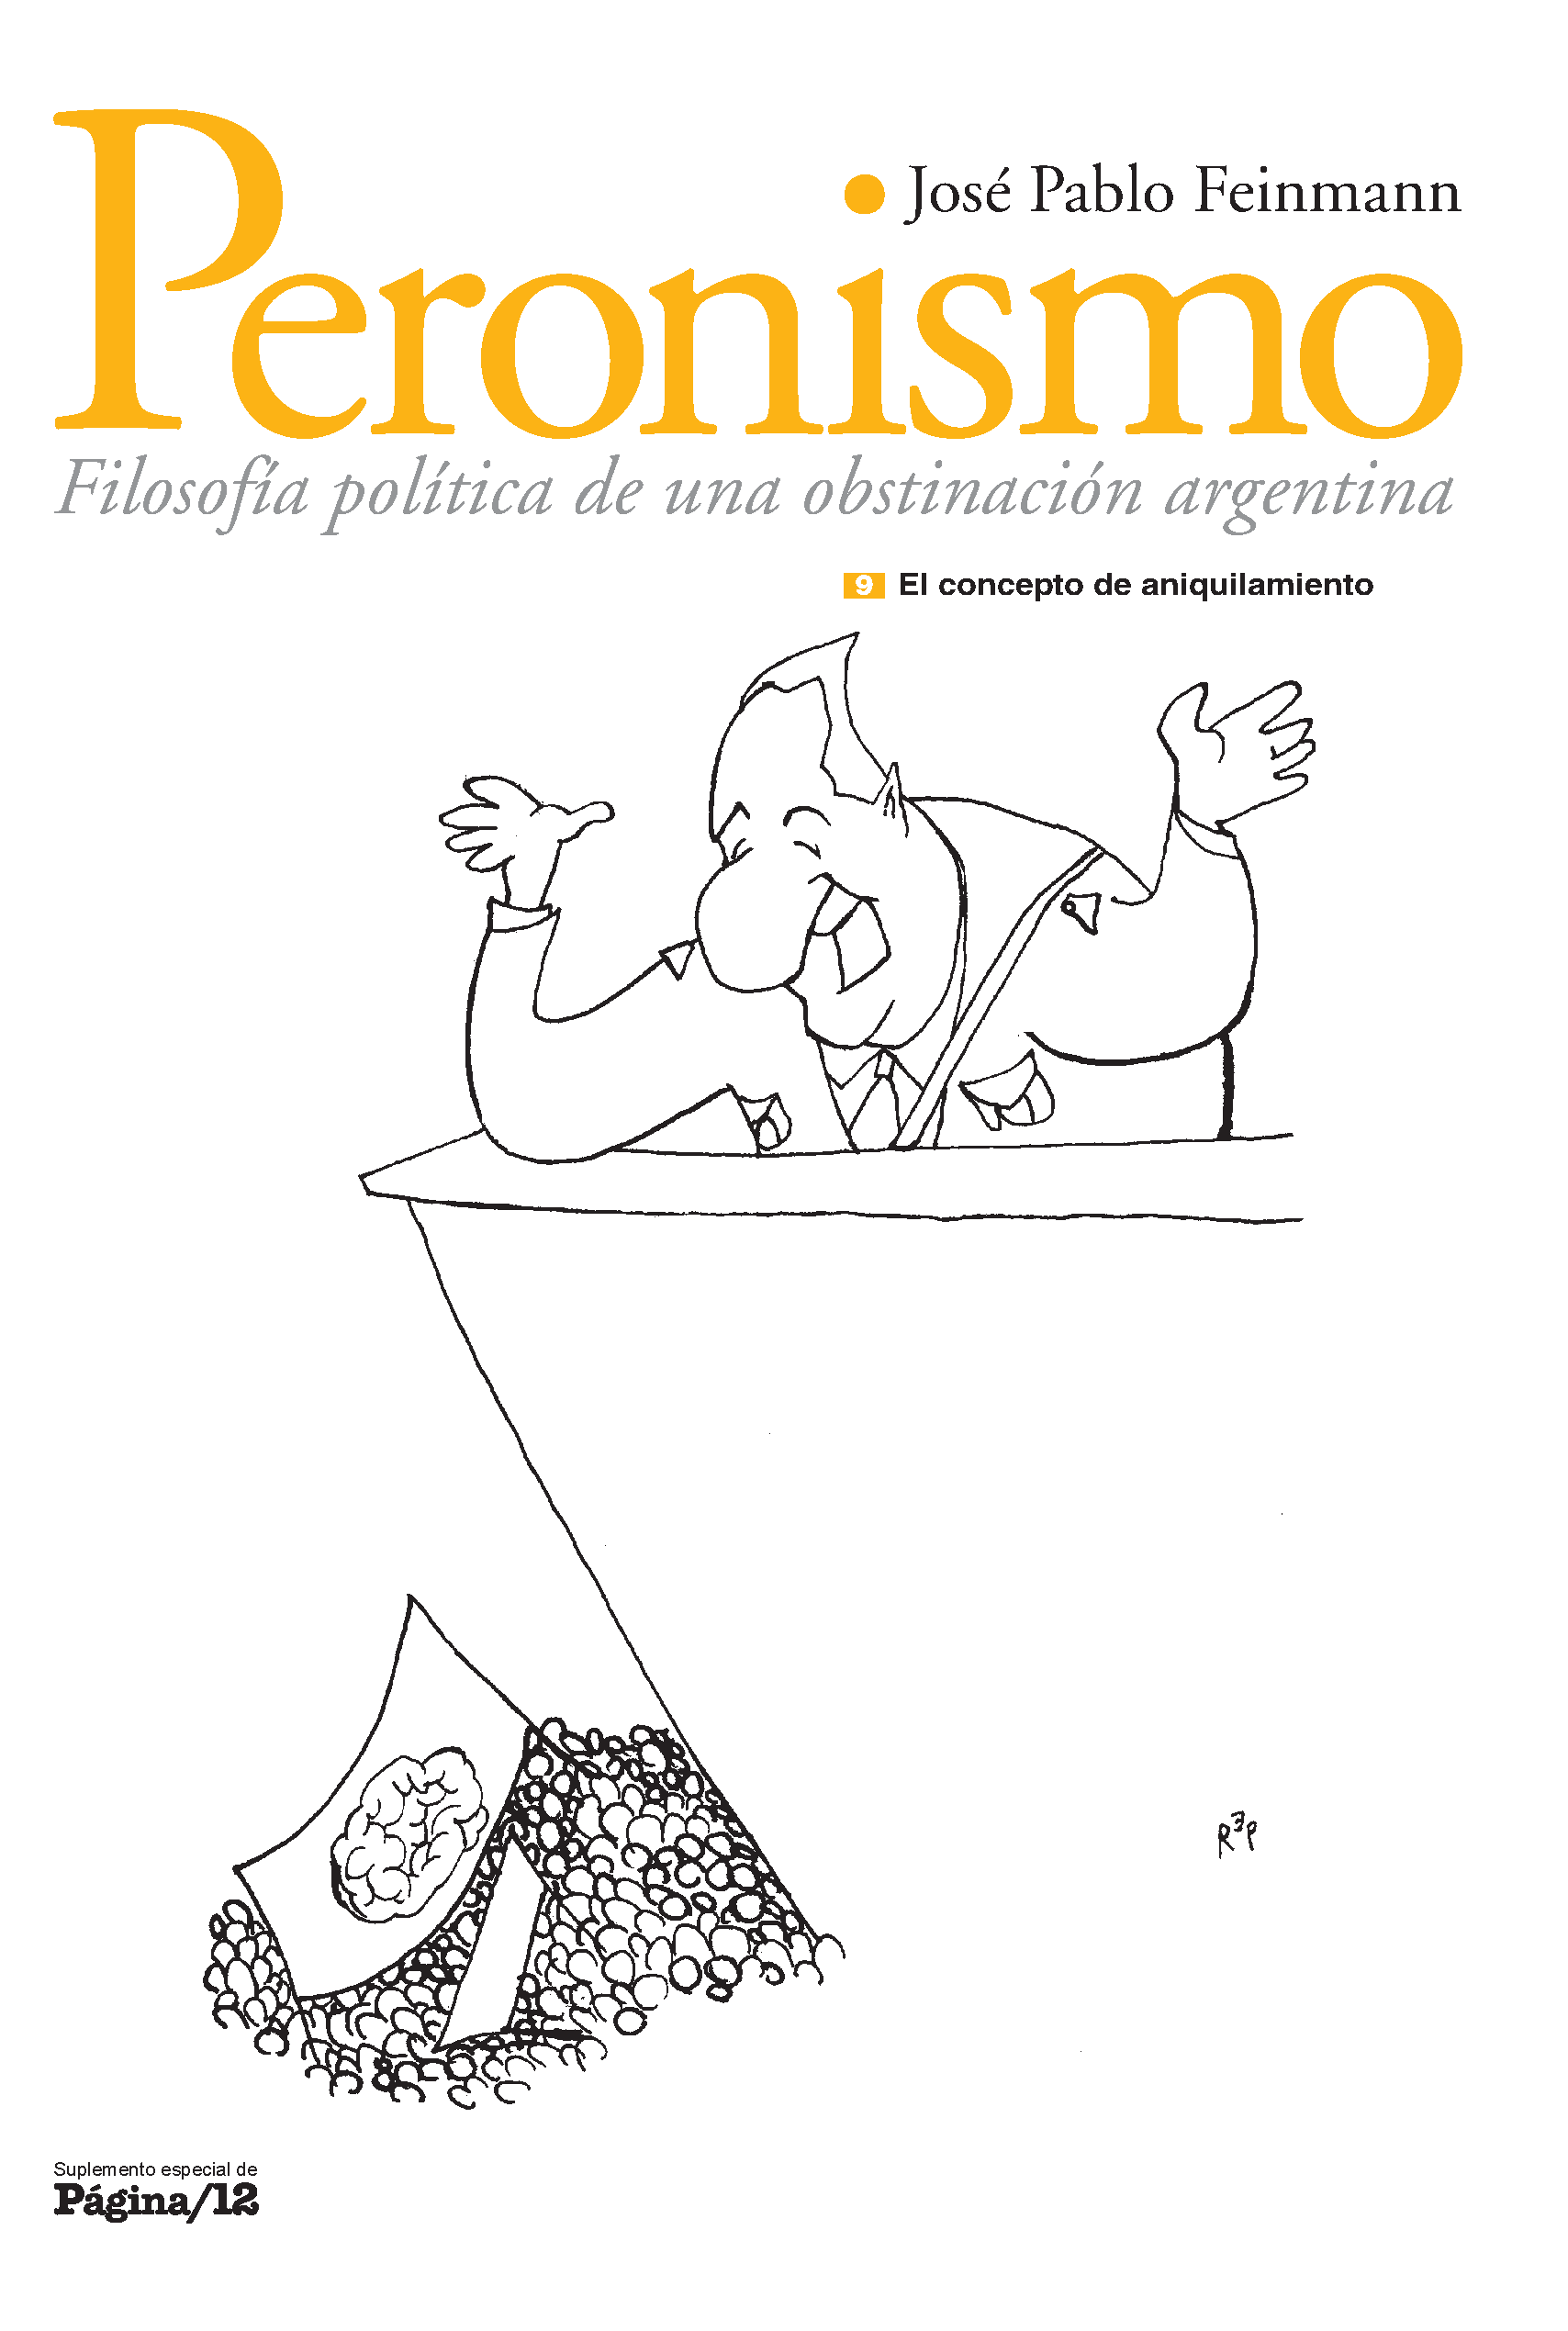 José Pablo Feinmann
Peronismo
Filosofía política de una obstinación argentina
9 El concepto de aniquilamiento
R3P
Suplemento especial de
Página/12